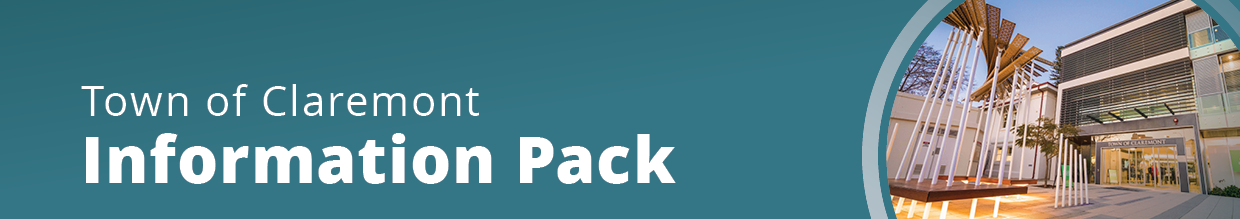 Town of Claremont
Information Pack
TOWN OF CLAREMONT